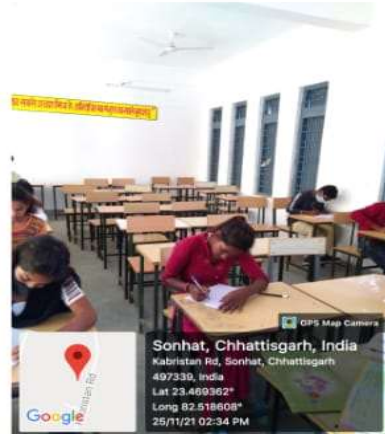 GPS Map Camera
Sonhat, Chhattisgarh, India
Kabristan Rd, Sonhat, Chhattisgarh
497339, India
Lat 23.469362°
Long 82.518608°
25/11/21 02:34 PM
Google